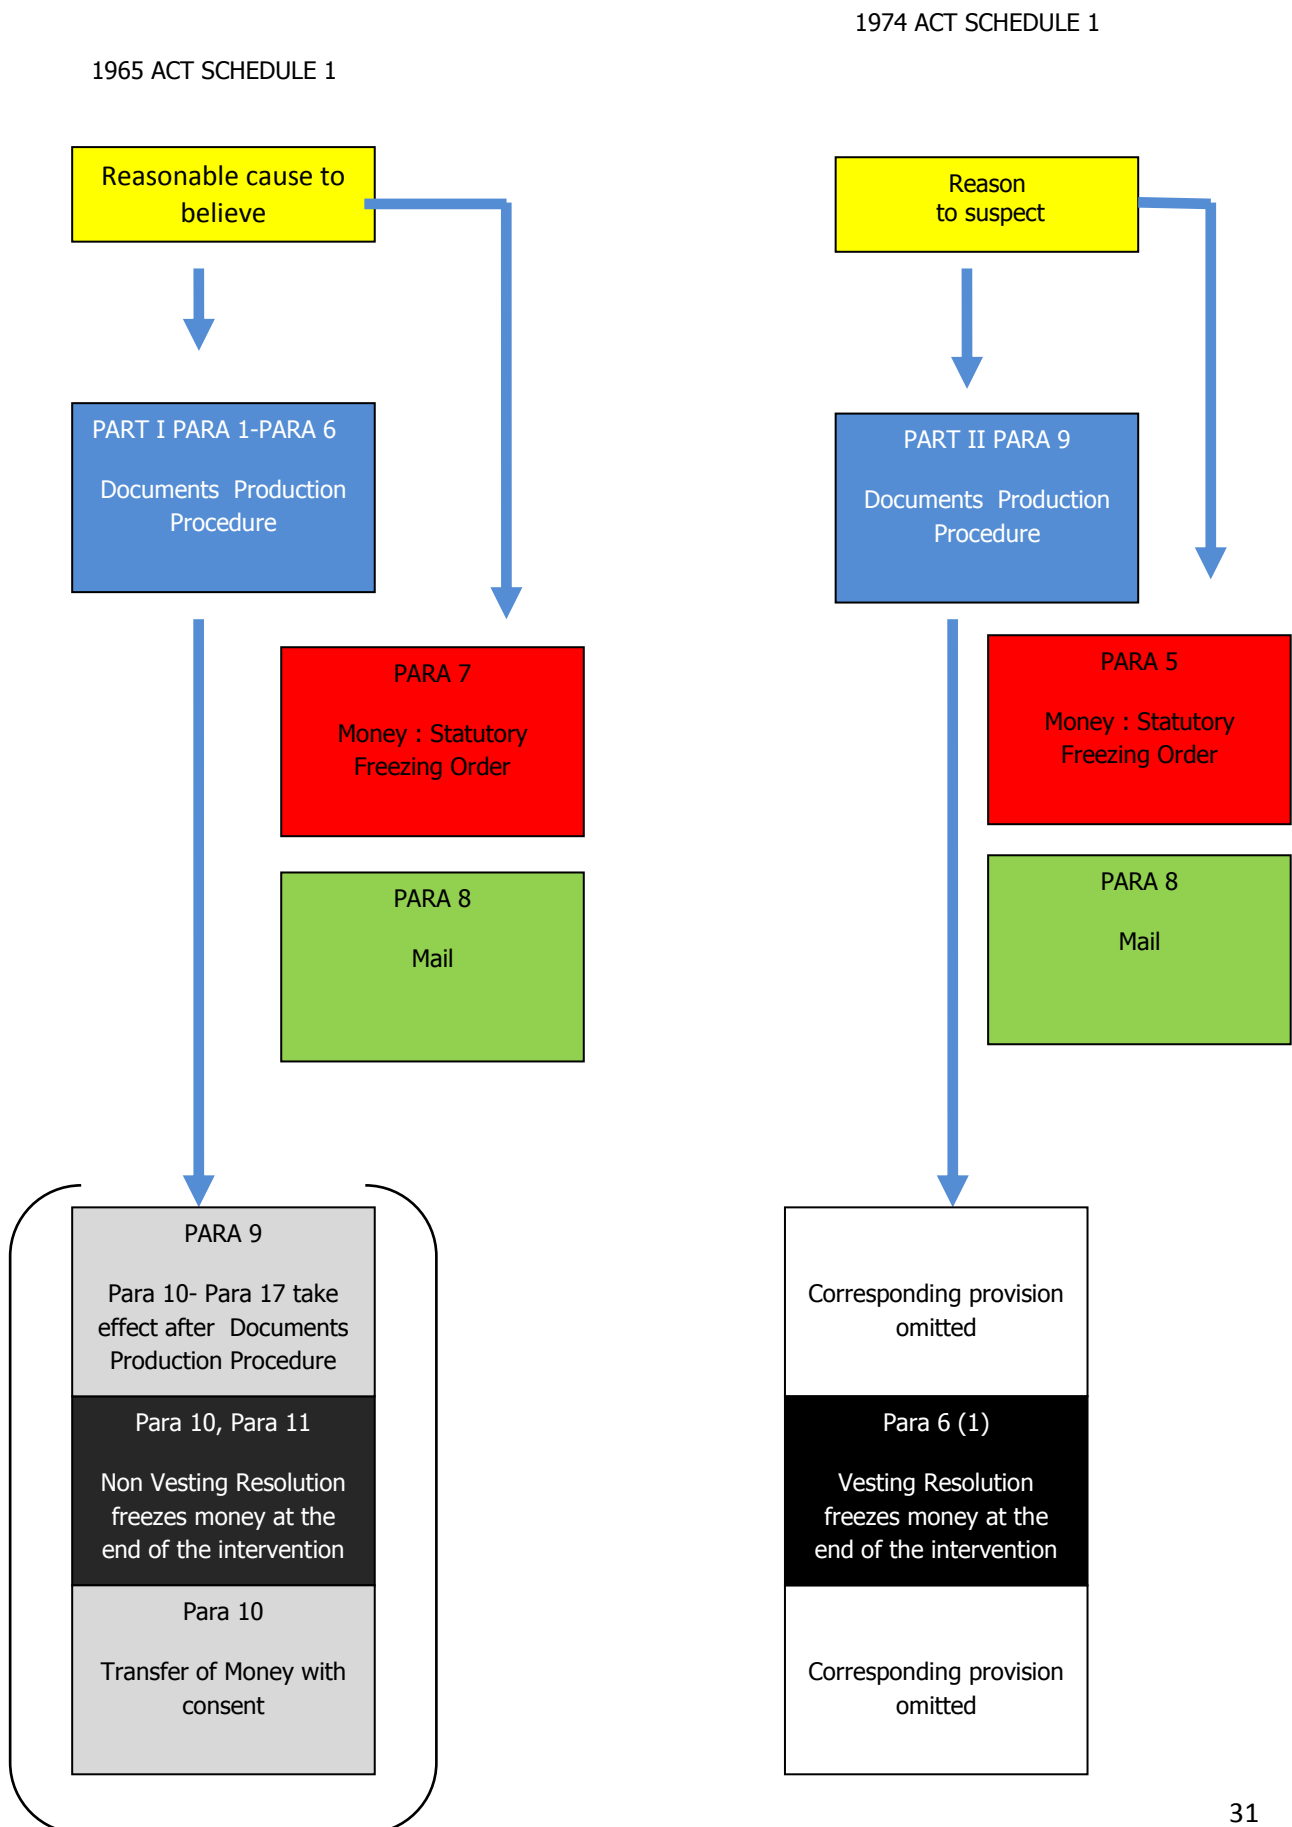 1974 ACT SCHEDULE 1
1965 ACT SCHEDULE 1
Reasonable cause to
believe
PART I PARA 1-PARA 6
Documents Production
Procedure
PARA 7
Money : Statutory
Freezing Order
PARA 8
Mail
PARA 9
Para 10- Para 17 take
effect after Documents
Production Procedure
Para 10, Para 11
Non Vesting Resolution
freezes money at the
end of the intervention
Para 10
Transfer of Money with
consent
Reason
to suspect
PART II PARA 9
Documents Production
Procedure
PARA 5
Money : Statutory
Freezing Order
PARA 8
Mail
Corresponding provision
omitted
Para 6 (1)
Vesting Resolution
freezes money at the
end of the intervention
Corresponding provision
omitted
31